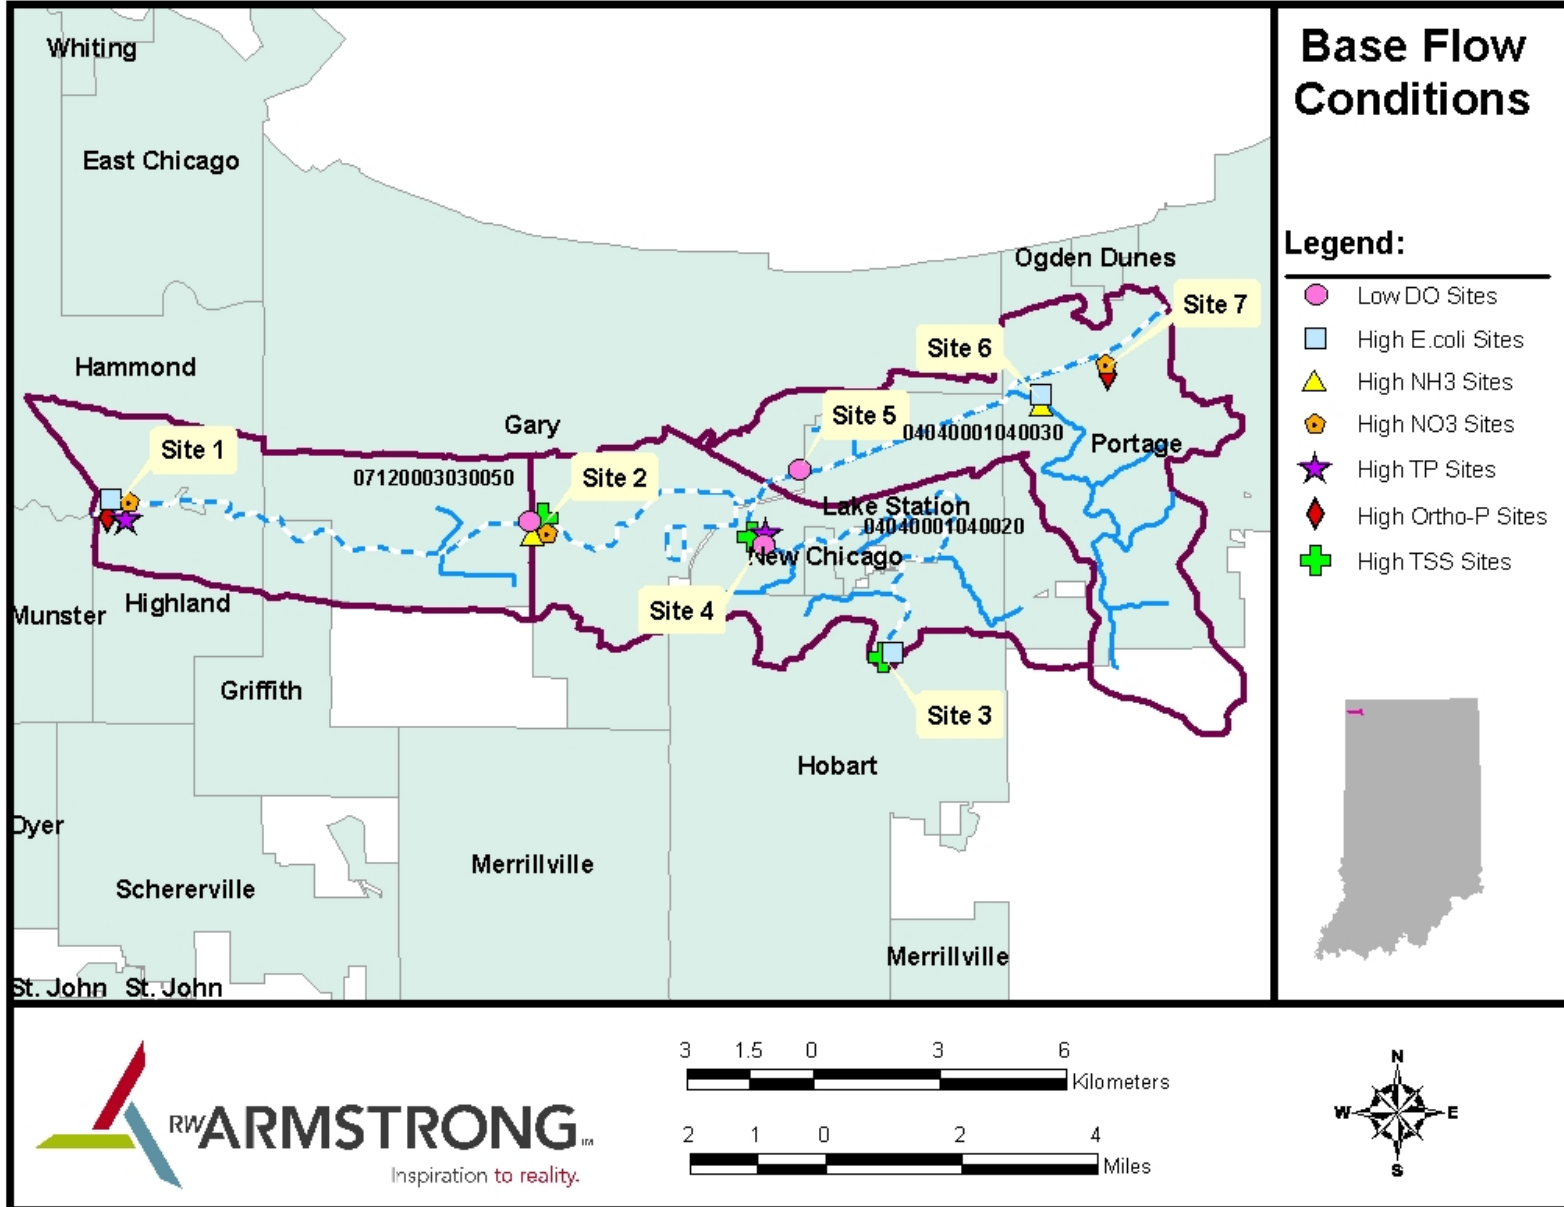 Whiting
East Chicago
Hammond
Gary
Ogden Dunes
Site 7
Site 6
Site 5
04040001040030
Portage
Site 1
071200030300​50
Site 2
Lake Station
04040001040020
New Chicago
Site 4
Munster
Highland
Griffith
Site 3
Hobart
Dyer
Schererville
Merrillville
Merrillville
St. John
St. John
Base Flow
Conditions
Legend:
Low DO Sites
High E.coli Sites
High NH3 Sites
High NO3 Sites
High TP Sites
High Ortho-P Sites
High TSS Sites
RWARMSTRONG TM
Inspiration to reality.
3 1.5 0 3 6
Kilometers
2 1 0 2 4
Miles
N
W E
S